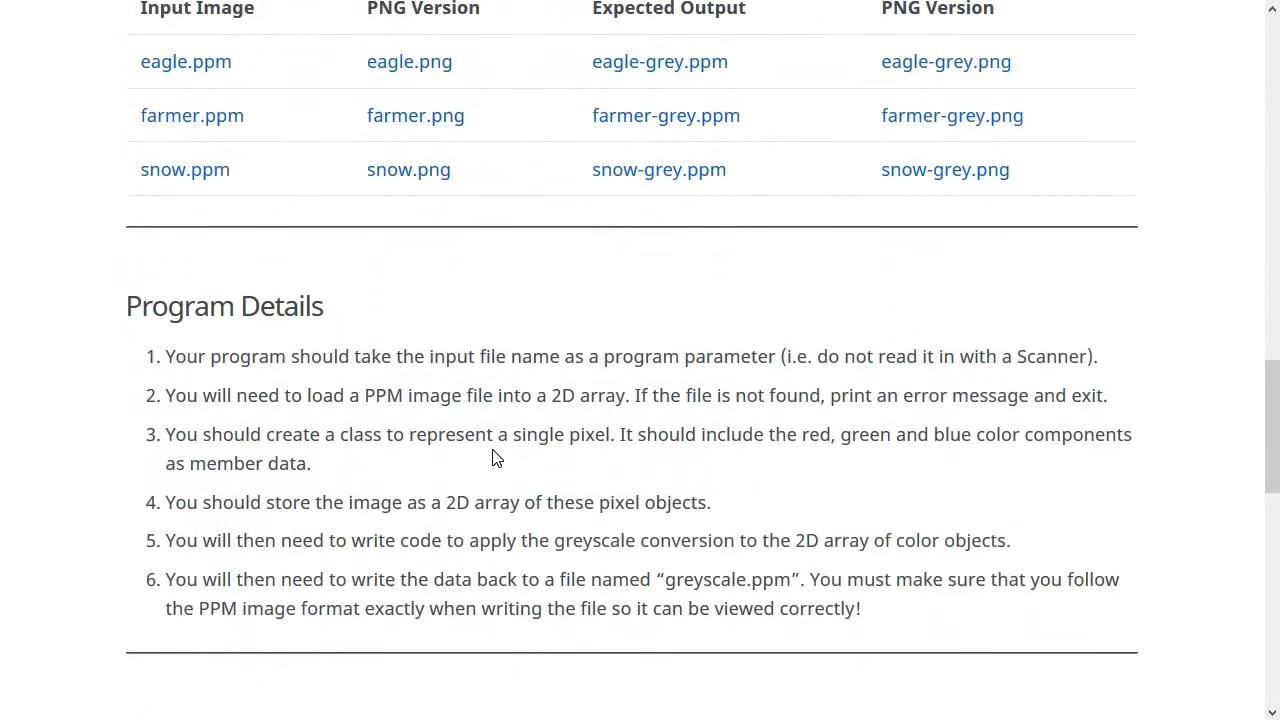 Input Image PNG Version Expected Output PNG Version
eagle.ppm eagle.png eagle-grey.ppm eagle-grey.png
farmer.ppm farmer.png farmer-grey.ppm farmer-grey.png
snow.ppm snow.png snow-grey.ppm snow-grey.png
Program Details
1. Your program should take the input file name as a program parameter (i.e. do not read it in with a Scanner).
2. You will need to load a PPM image file into a 2D array. If the file is not found, print an error message and exit.
3. You should create a class to represent a single pixel. It should include the red, green and blue color components
as member data.
4. You should store the image as a 2D array of these pixel objects.
5. You will then need to write code to apply the greyscale conversion to the 2D array of color objects.
6. You will then need to write the data back to a file named “greyscale.ppm”. You must make sure that you follow
the PPM image format exactly when writing the file so it can be viewed correctly!